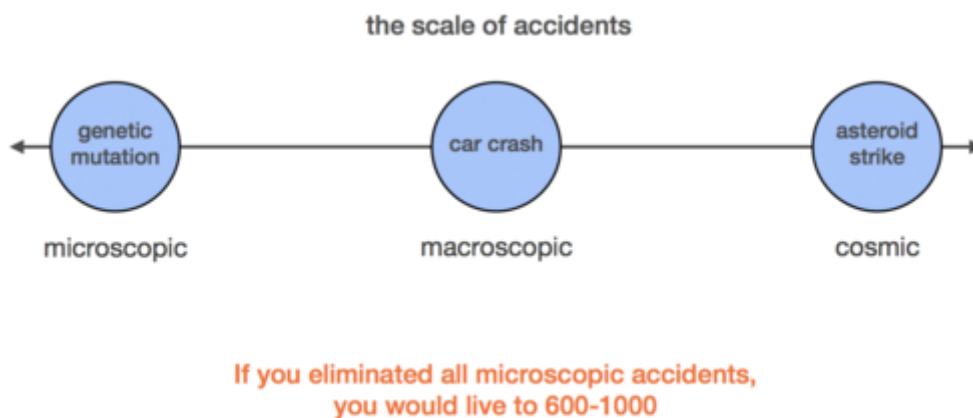 the scale of accidents
genetic
mutation
car crash
asteroid
strike
microscopic
macroscopic
cosmic
If you eliminated all microscopic accidents,
you would live to 600-1000